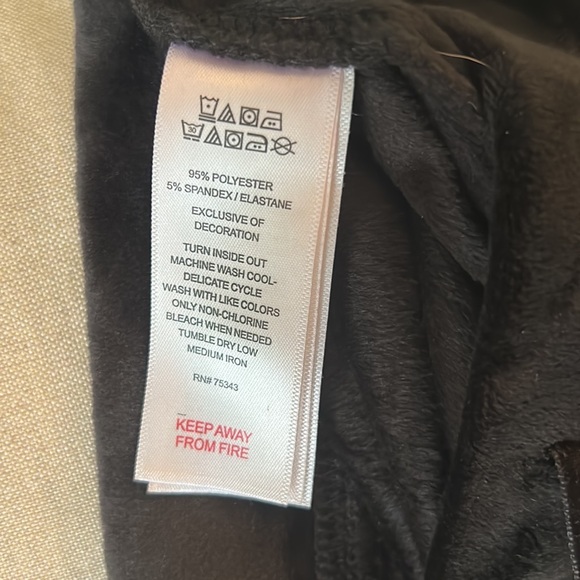 30
95% POLYESTER
5% SPANDEX / ELASTANE
EXCLUSIVE OF
DECORATION
TURN INSIDE OUT
MACHINE WASH COOL-
DELICATE CYCLE
WASH WITH LIKE COLORS
ONLY NON-CHLORINE
BLEACH WHEN NEEDED
TUMBLE DRY LOW
MEDIUM IRON
RN# 75343
KEEP AWAY
FROM FIRE